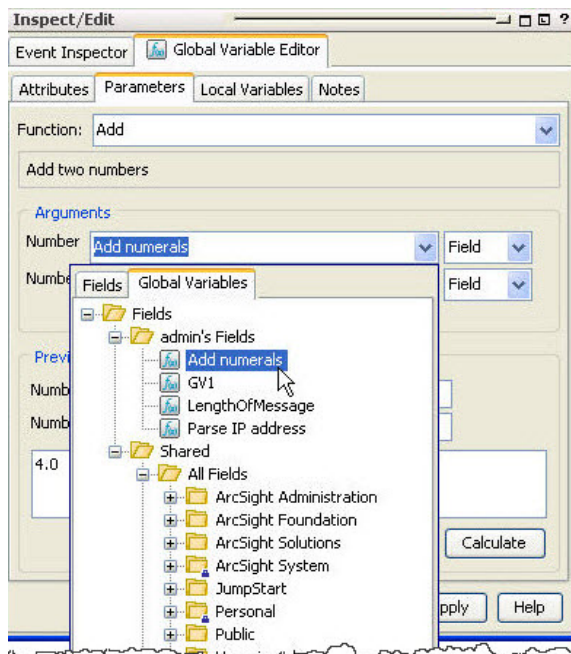 Inspect/Edit ?
Event Inspector Global Variable Editor
Attributes Parameters Local Variables Notes
Function: Add
Add two numbers
Arguments
Number Add numerals Field
Fields Global Variables Field
Fields
admin's Fields
Add numerals
GV1
LengthOfMessage
Parse IP address
Shared
All Fields
4.0
ArcSight Administration
ArcSight Foundation
ArcSight Solutions
Calculate
ArcSight System
JumpStart
Personal
Help
Public